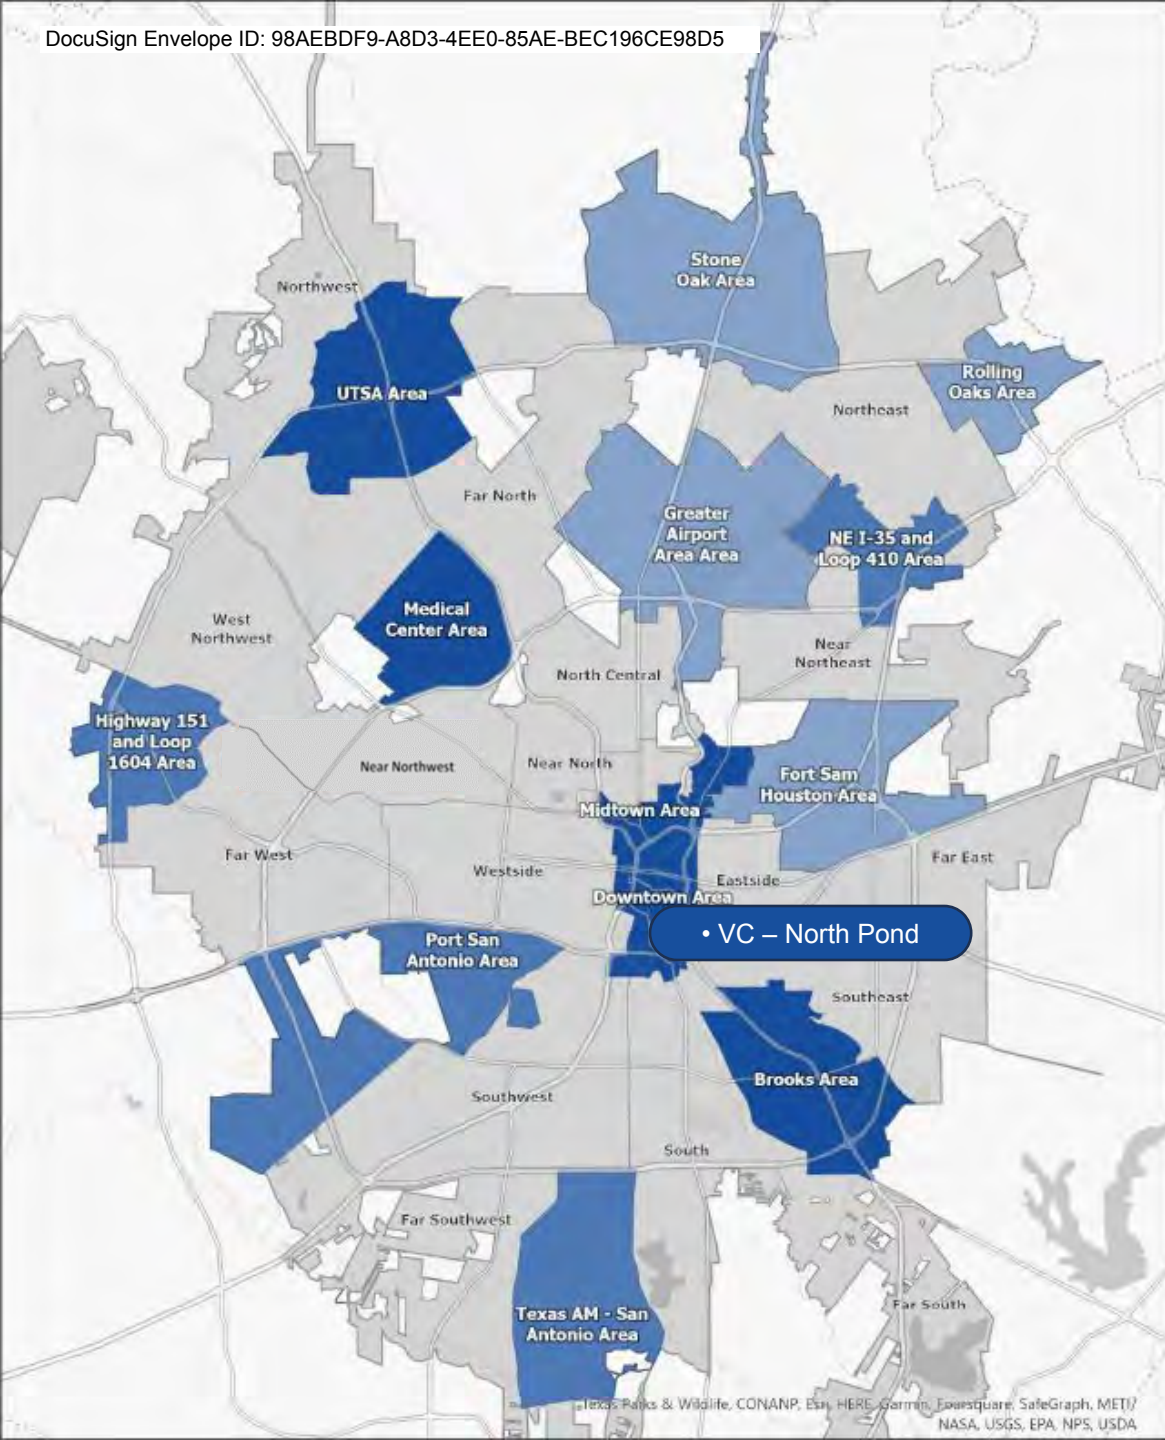 DocuSign Envelope ID: 98AEBDF9-A8D3-4EE0-85AE-BEC196CE98D5
Stone
Oak Area
Northwest
UTSA Area
Rolling
Oaks Area
Northeast
Far North
Greater
Airport
Area Area
NE I-35 and
Loop 410 Area
Medical
Center Area
West
Northwest
Near
Northeast
North Central
Highway 151
and Loop
1604 Area
Near Northwest
Near North
Fort Sam
Houston Area
Midtown Area
Far West
Westside
Eastside
Far East
Downtown Area
• VC – North Pond
Port San
Antonio Area
Southeast
Brooks Area
Southwest
South
Far Southwest
Far South
Texas AM - San
Antonio Area
Texas Parks & Wildlife, CONANP, Esri, HERE, Garmin, Foursquare, SafeGraph, METI/
NASA, USGS, EPA, NPS, USDA